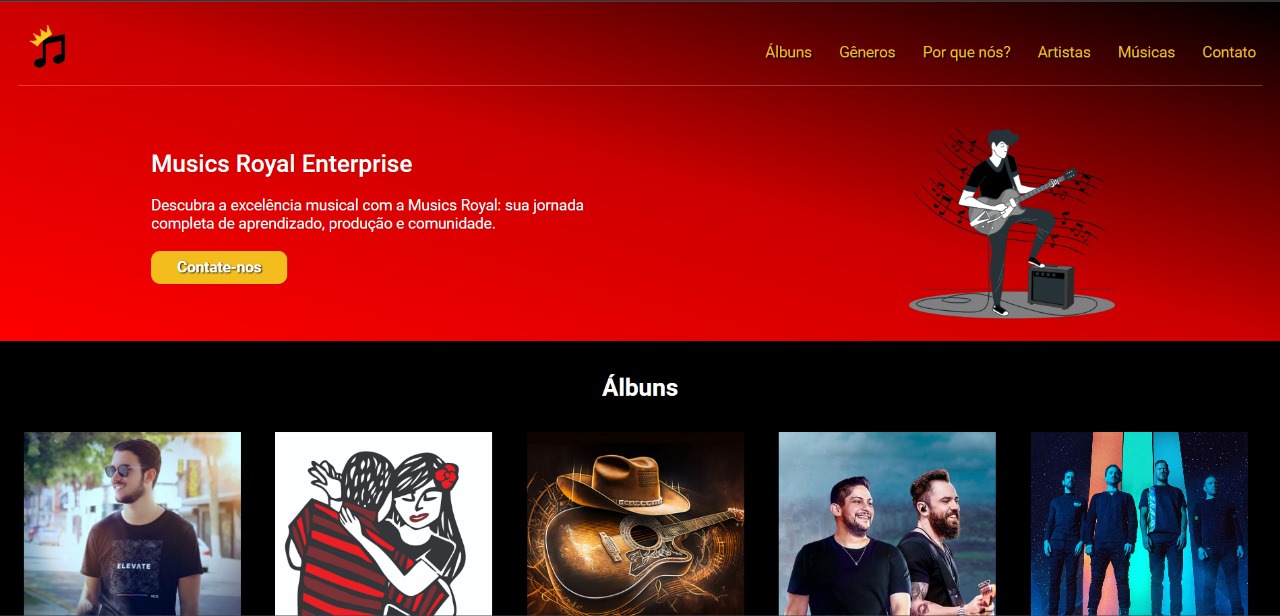 Álbuns Gêneros Por que nós? Artistas Músicas Contato
Musics Royal Enterprise
Descubra a excelência musical com a Musics Royal: sua jornada
completa de aprendizado, produção e comunidade.
Contate-nos
Álbuns
ELEVATE